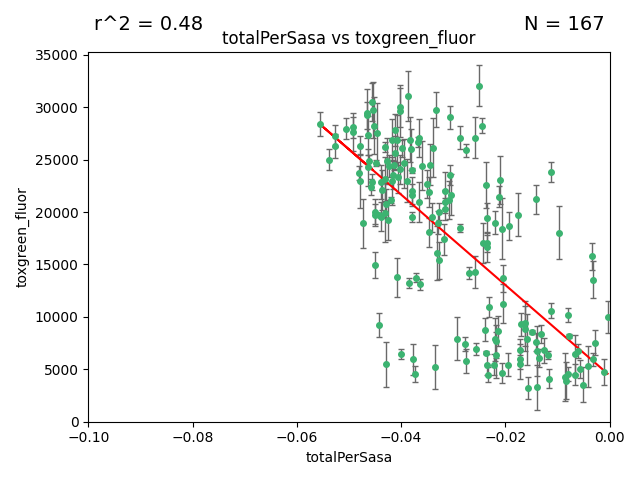 r^2 = 0.48
N = 167
totalPerSasa vs toxgreen_fluor
35000
30000
25000
20000
15000
10000
5000
0
toxgreen_fluor
−0.10
−0.08
−0.06
−0.04
−0.02
0.00
totalPerSasa